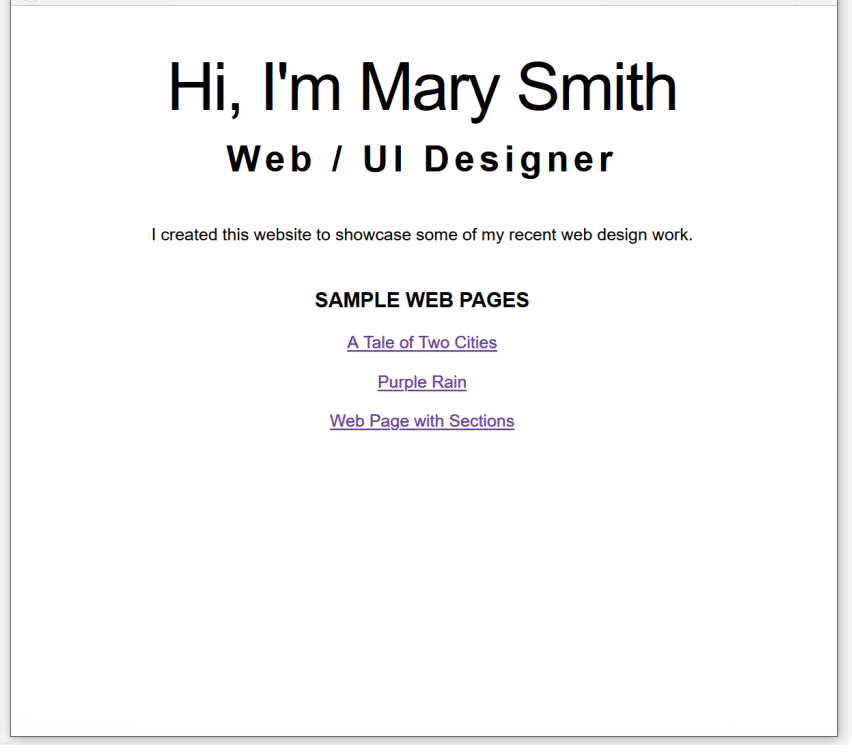 Hi, I'm Mary Smith
Web / UI Designer
I created this website to showcase some of my recent web design work.
SAMPLE WEB PAGES
A Tale of Two Cities
Purple Rain
Web Page with Sections